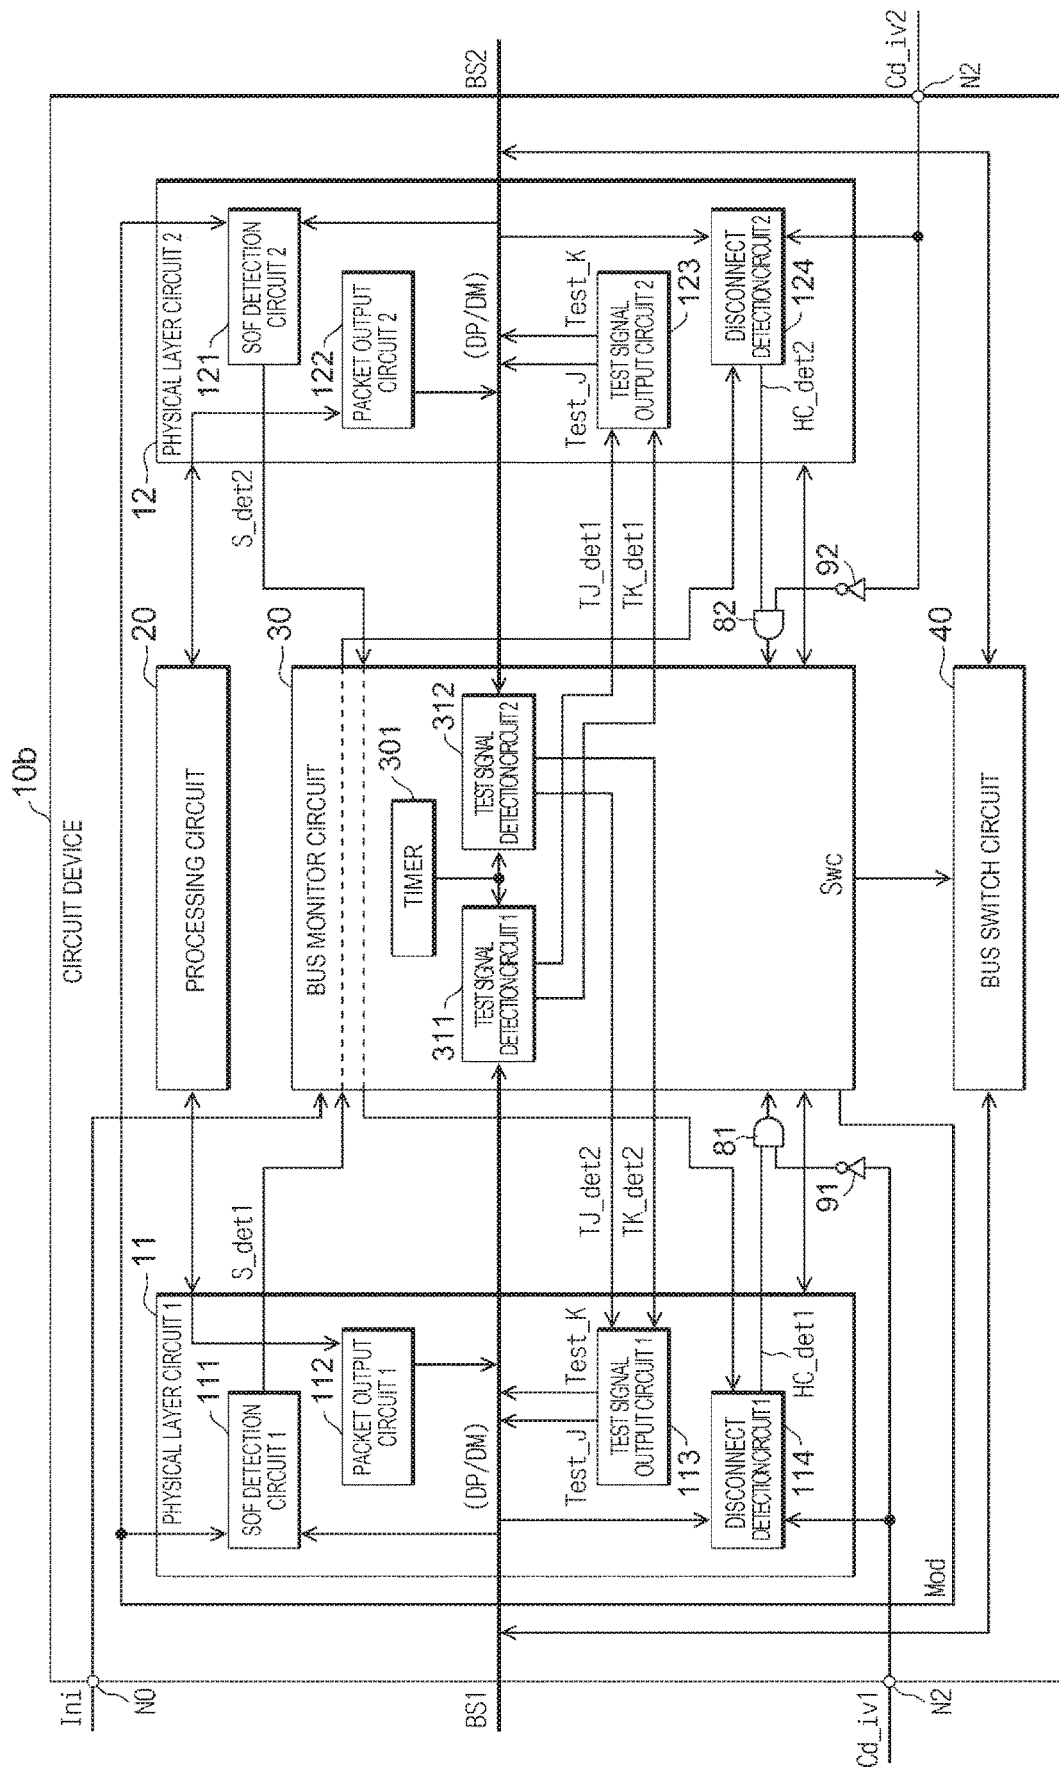 10b
CIRCUIT DEVICE
Ini
N0
PHYSICAL LAYER CIRCUIT 1
11
111
SOF DETECTION
CIRCUIT 1
S_det1
112
PACKET OUTPUT
CIRCUIT 1
(DP/DM)
BS1
Test_J
Test_K
TEST SIGNAL
OUTPUT CIRCUIT 1
113
TJ_det2
TK_det2
DISCONNECT
DETECTION CIRCUIT 1
114
HC_det1
81
91
Mod
Cd_iv1
N2
PROCESSING CIRCUIT
20
BUS MONITOR CIRCUIT
30
TIMER
301
TEST SIGNAL
DETECTION CIRCUIT 1
311
TEST SIGNAL
DETECTION CIRCUIT 2
312
Swc
BUS SWITCH CIRCUIT
40
PHYSICAL LAYER CIRCUIT 2
12
121
SOF DETECTION
CIRCUIT 2
S_det2
122
PACKET OUTPUT
CIRCUIT 2
(DP/DM)
BS2
Test_J
Test_K
TEST SIGNAL
OUTPUT CIRCUIT 2
123
TJ_det1
TK_det1
DISCONNECT
DETECTION CIRCUIT 2
124
HC_det2
82
92
Cd_iv2
N2